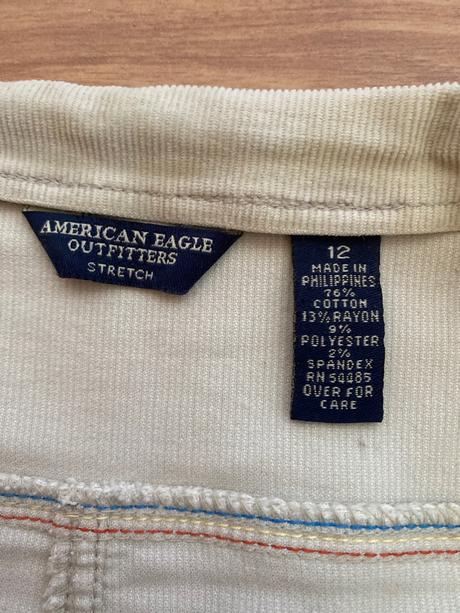 AMERICAN EAGLE
OUTFITTERS
STRETCH
12
MADE IN
PHILIPPINES
76%
COTTON
13% RAYON
9%
POLYESTER
2%
SPANDEX
RN 54485
OVER FOR
CARE